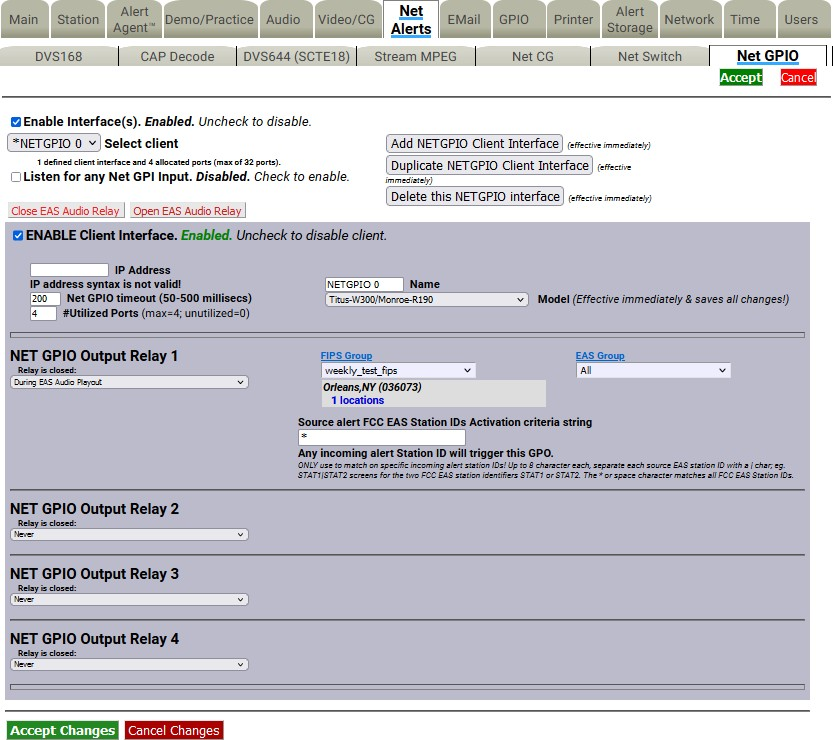 Main Station Alert Agent™ Demo/Practice Audio Video/CG Net Alerts EMail GPIO Printer Alert Storage Network Time Users
DVS168 CAP Decode DVS644 (SCTE18) Stream MPEG Net CG Net Switch Net GPIO
Accept Cancel
Enable Interface(s). Enabled. Uncheck to disable.
*NETGPIO 0 Select client
1 defined client interface and 4 allocated ports (max of 32 ports).
Listen for any Net GPI Input. Disabled. Check to enable.
Add NETGPIO Client Interface (effective immediately)
Duplicate NETGPIO Client Interface (effective
immediately)
Delete this NETGPIO interface (effective immediately)
Close EAS Audio Relay Open EAS Audio Relay
ENABLE Client Interface. Enabled. Uncheck to disable client.
IP Address
IP address syntax is not valid!
200 Net GPIO timeout (50-500 millisecs)
4 #Utilized Ports (max=4; unutilized=0)
NETGPIO 0 Name
Titus-W300/Monroe-R190 Model (Effective immediately & saves all changes!)
NET GPIO Output Relay 1
Relay is closed:
During EAS Audio Playout
FIPS Group
weekly_test_fips
Orleans,NY (036073)
1 locations
EAS Group
All
Source alert FCC EAS Station IDs Activation criteria string
*
Any incoming alert Station ID will trigger this GPO.
ONLY use to match on specific incoming alert station IDs! Up to 8 character each, separate each source EAS station ID with a | char; eg.
STAT1|STAT2 screens for the two FCC EAS station identifiers STAT1 or STAT2. The * or space character matches all FCC EAS Station IDs.
NET GPIO Output Relay 2
Relay is closed:
Never
NET GPIO Output Relay 3
Relay is closed:
Never
NET GPIO Output Relay 4
Relay is closed:
Never
Accept Changes Cancel Changes